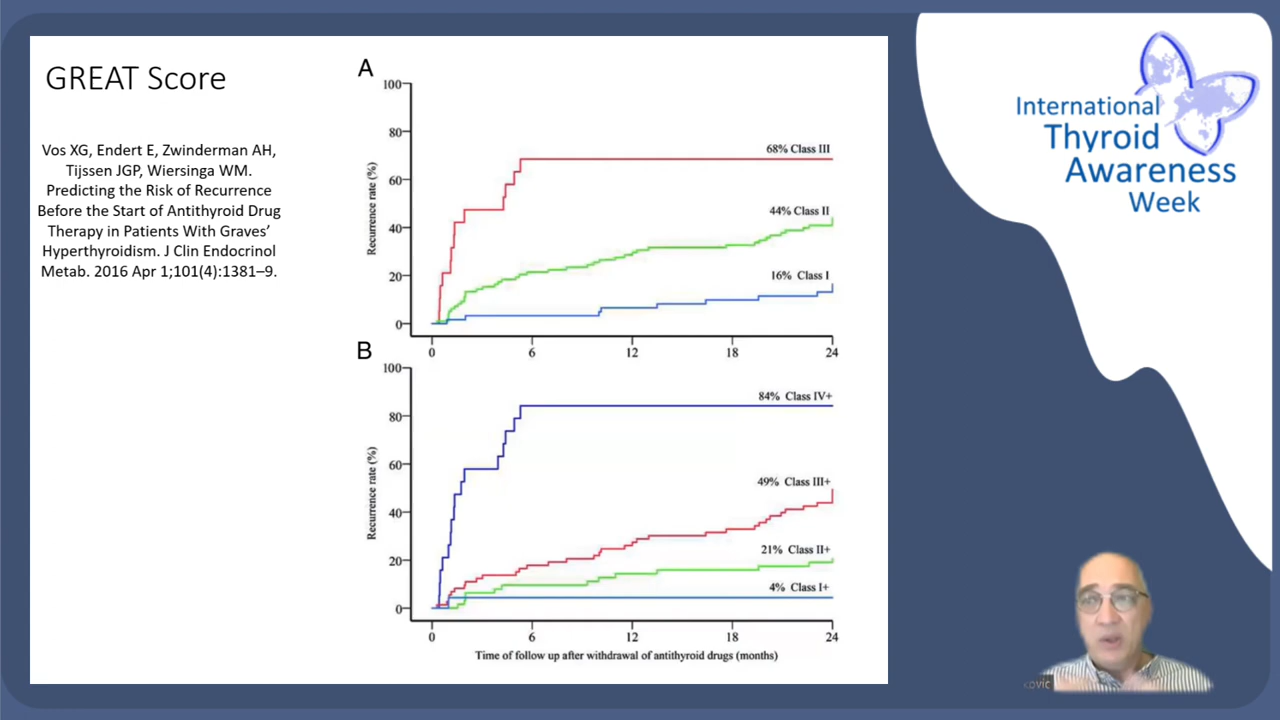 GREAT Score
Vos XG, Endert E, Zwinderman AH,
Tijssen JGP, Wiersinga WM.
Predicting the Risk of Recurrence
Before the Start of Antithyroid Drug
Therapy in Patients With Graves’
Hyperthyroidism. J Clin Endocrinol
Metab. 2016 Apr 1;101(4):1381–9.
A
100
80
60
40
20
0
Recurrence rate (%)
68% Class III
44% Class II
16% Class I
0 6 12 18 24
B
100
80
60
40
20
0
Recurrence rate (%)
84% Class IV+
49% Class III+
21% Class II+
4% Class I+
0 6 12 18 24
Time of follow up after withdrawal of antithyroid drugs (months)
International
Thyroid
Awareness
Week